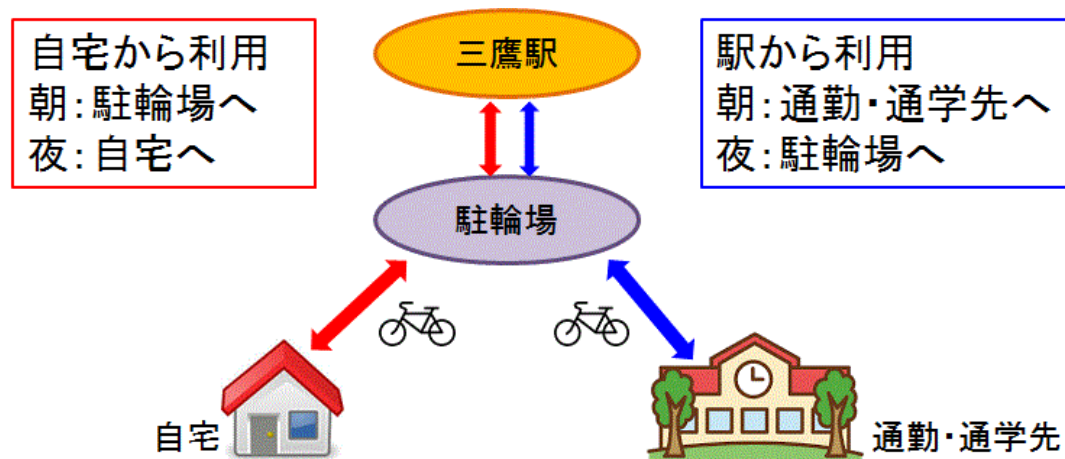 自宅から利用
朝:駐輪場へ
夜:自宅へ
三鷹駅
駅から利用
朝:通勤・通学先へ
夜:駐輪場へ
駐輪場
自宅
通勤・通学先